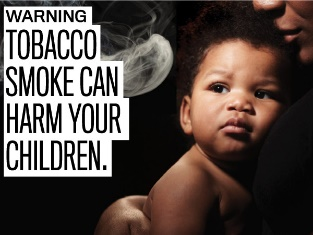 WARNING
TOBACCO
SMOKE CAN
HARM YOUR
CHILDREN.